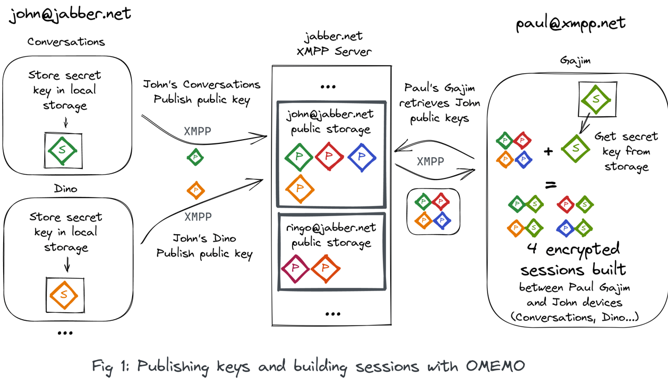 john@jabber.net
Conversations
Store secret
key in local
storage
S
Dino
Store secret
key in local
storage
S
...
John's Conversations
Publish public key
XMPP
P
P
XMPP
John's Dino
Publish public key
jabber.net
XMPP Server
...
john@jabber.net
public storage
P P P
P
ringo@jabber.net
public storage
P P
...
Paul's Gajim
retrieves John
public keys
XMPP
P P
P P
paul@xmpp.net
Gajim
S
P P
P P
+
S
Get secret
key from
storage
=
P S P S
P S P S
4 encrypted
sessions built
between Paul Gajim
and John devices
(Conversations, Dino...)
Fig 1: Publishing keys and building sessions with OMEMO